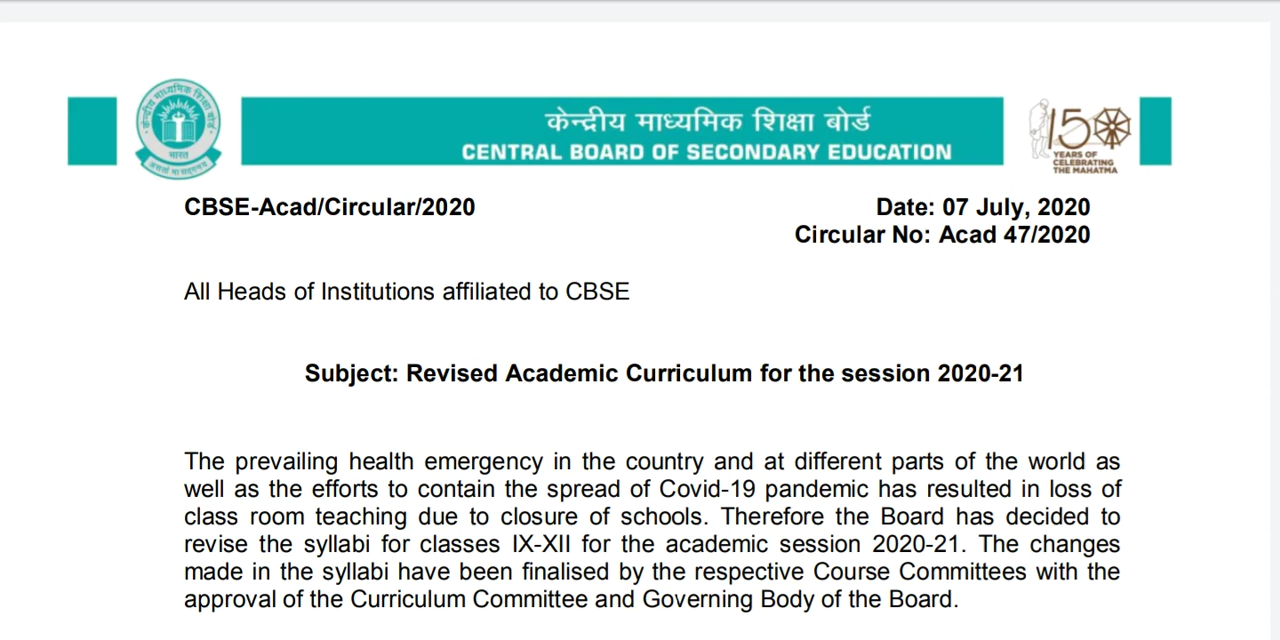 केन्द्रीय माध्यमिक शिक्षा बोर्ड
भारत
असतो मा सद्गमय
केन्द्रीय माध्यमिक शिक्षा बोर्ड
CENTRAL BOARD OF SECONDARY EDUCATION
150
YEARS OF
CELEBRATING
THE MAHATMA
CBSE-Acad/Circular/2020
Date: 07 July, 2020
Circular No: Acad 47/2020
All Heads of Institutions affiliated to CBSE
Subject: Revised Academic Curriculum for the session 2020-21
The prevailing health emergency in the country and at different parts of the world as
well as the efforts to contain the spread of Covid-19 pandemic has resulted in loss of
class room teaching due to closure of schools. Therefore the Board has decided to
revise the syllabi for classes IX-XII for the academic session 2020-21. The changes
made in the syllabi have been finalised by the respective Course Committees with the
approval of the Curriculum Committee and Governing Body of the Board.